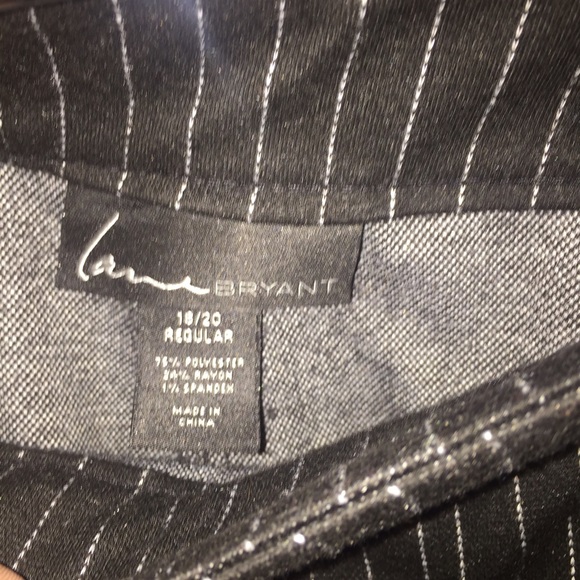 Lane BRYANT
18/20
REGULAR
75% POLYESTER
24% RAYON
1% SPANDEX
MADE IN
CHINA